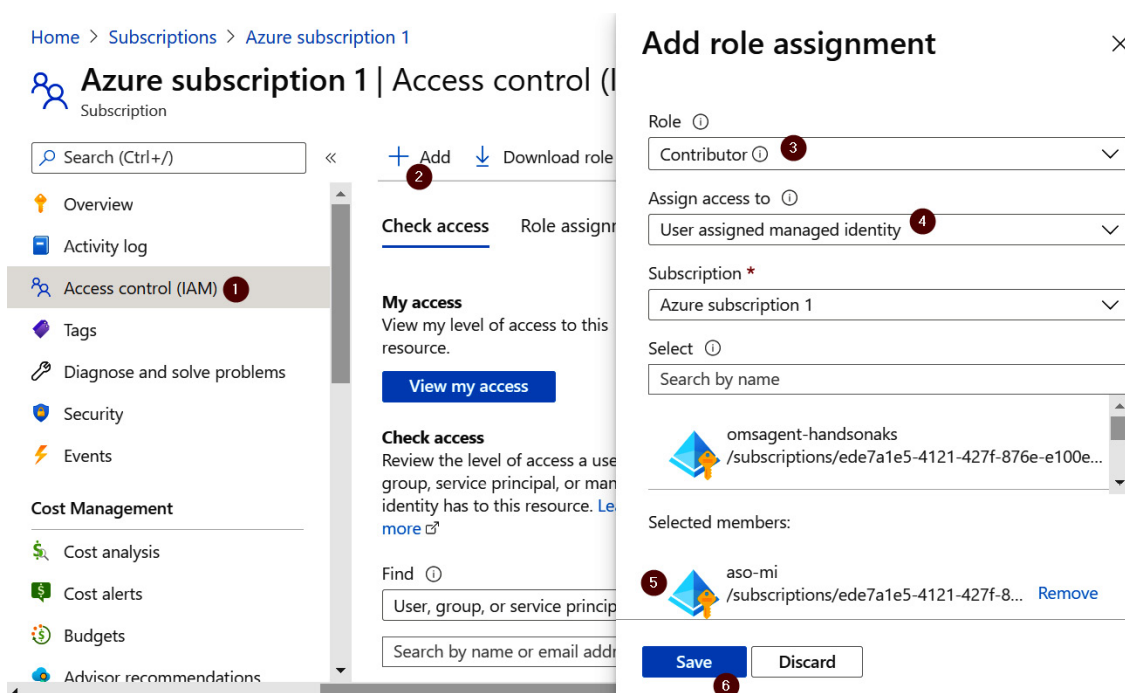 Home > Subscriptions > Azure subscription 1
Azure subscription 1 | Access control (I
Subscription
Search (Ctrl+/)
«
Overview
Activity log
Access control (IAM) 1
Tags
Diagnose and solve problems
Security
Events
Cost Management
Cost analysis
Cost alerts
Budgets
Advisor recommendations
+ Add
Download role
2
Check access
Role assignm
My access
View my level of access to this
resource.
View my access
Check access
Review the level of access a use
group, service principal, or man
identity has to this resource. Le
more
Find
User, group, or service princip
Search by name or email addr
Add role assignment
Role
Contributor 3
Assign access to
User assigned managed identity 4
Subscription *
Azure subscription 1
Select
Search by name
omsagent-handsonaks
/subscriptions/ede7a1e5-4121-427f-876e-e100e...
Selected members:
5
aso-mi
/subscriptions/ede7a1e5-4121-427f-8... Remove
Save
Discard
6